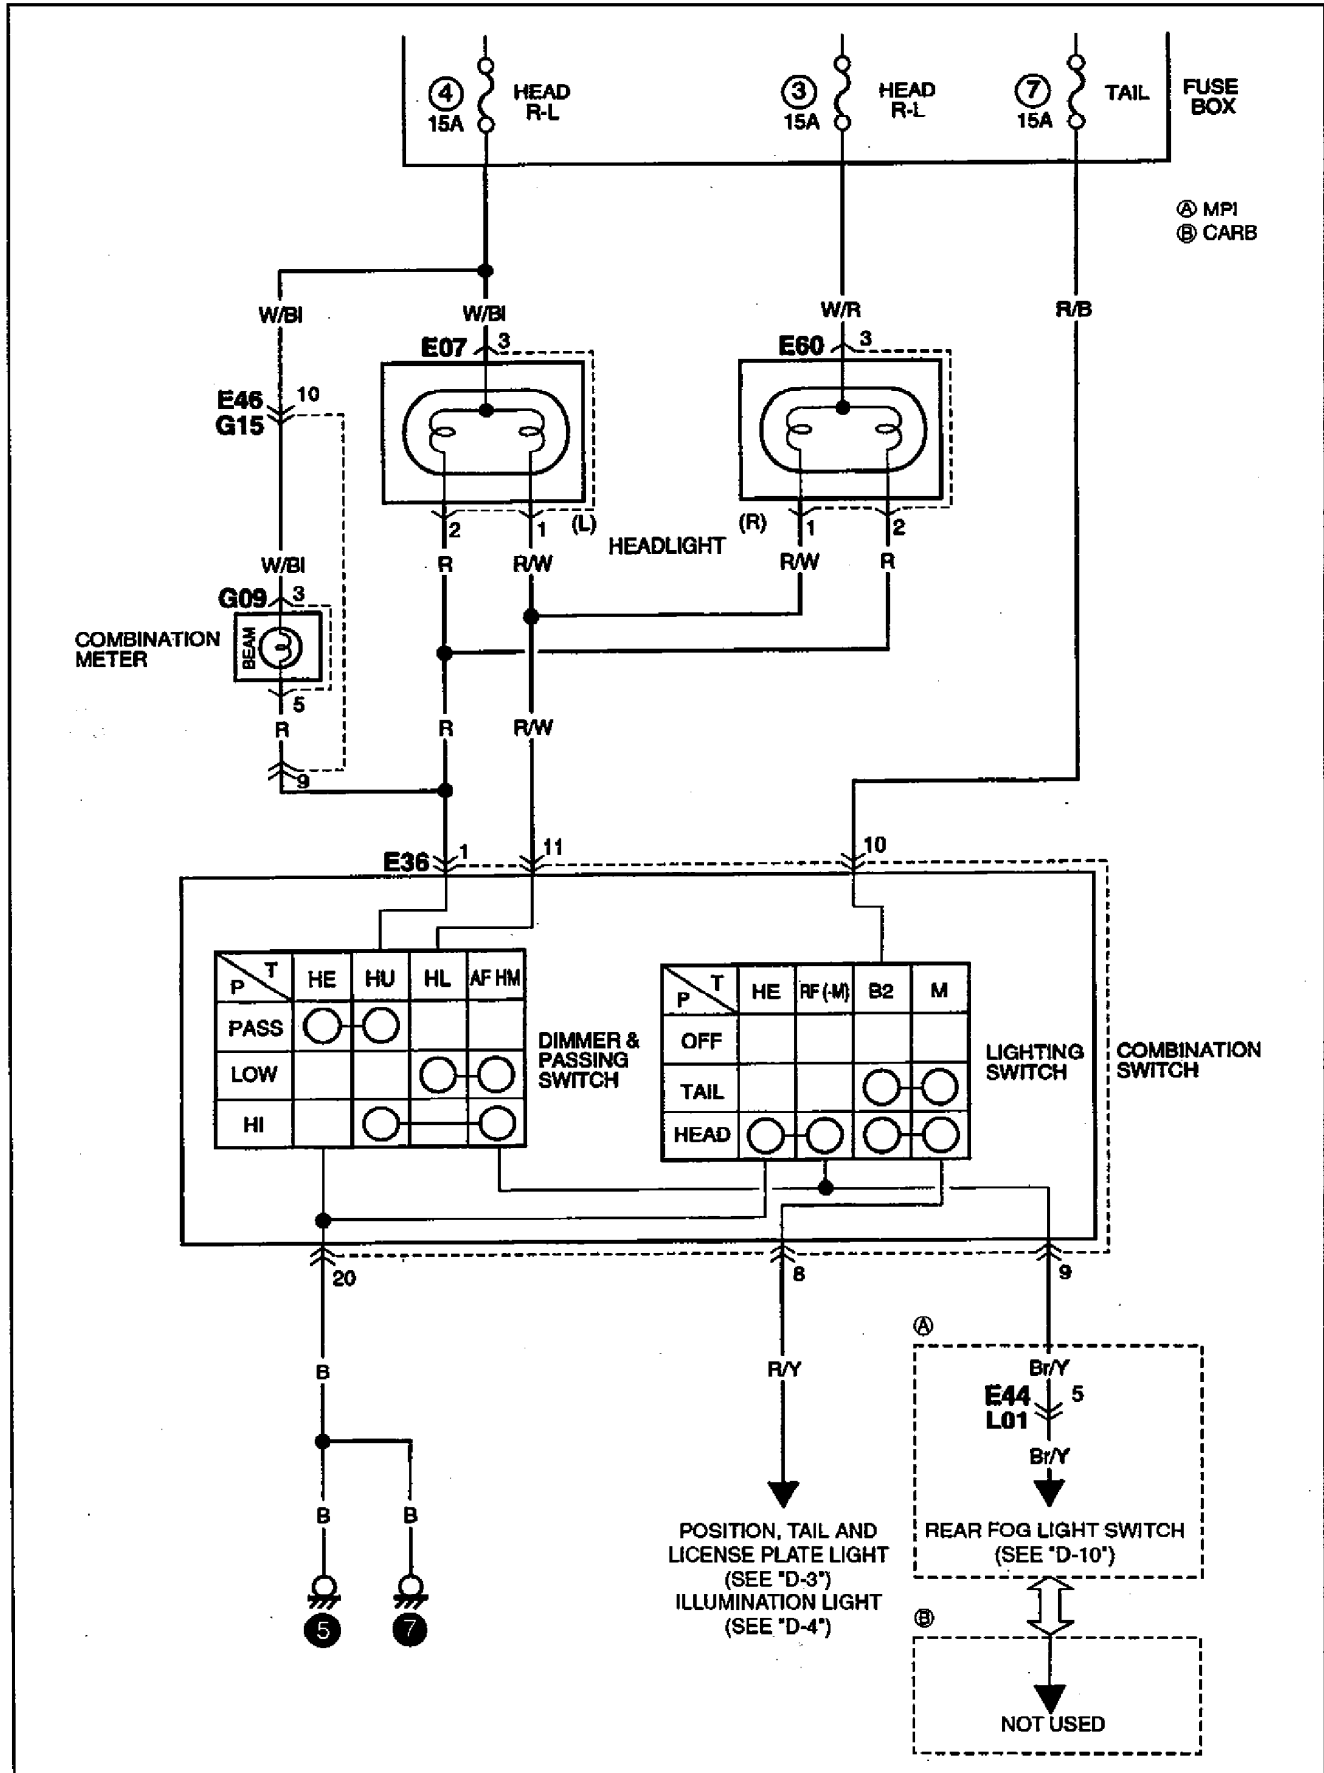 4
15A
HEAD
R-L
3
15A
HEAD
R-L
7
15A
TAIL
FUSE
BOX
Ⓐ MPI
Ⓑ CARB
W/Bl
W/Bl
W/R
R/B
E07
3
E60
3
E46
G15
10
2
1
(L)
HEADLIGHT
(R)
1
2
R
R/W
R/W
R
W/Bl
G09
3
COMBINATION
METER
BEAM
5
R
R
R/W
9
E36
1
11
10
P
T
HE
HU
HL
AF HM
PASS
LOW
HI
DIMMER &
PASSING
SWITCH
P
T
HE
RF (-M)
B2
M
OFF
TAIL
HEAD
LIGHTING
SWITCH
COMBINATION
SWITCH
20
8
9
B
R/Y
Ⓐ
Br/Y
E44
L01
5
Br/Y
B
B
5
7
POSITION, TAIL AND
LICENSE PLATE LIGHT
(SEE "D-3")
ILLUMINATION LIGHT
(SEE "D-4")
REAR FOG LIGHT SWITCH
(SEE "D-10")
Ⓑ
NOT USED